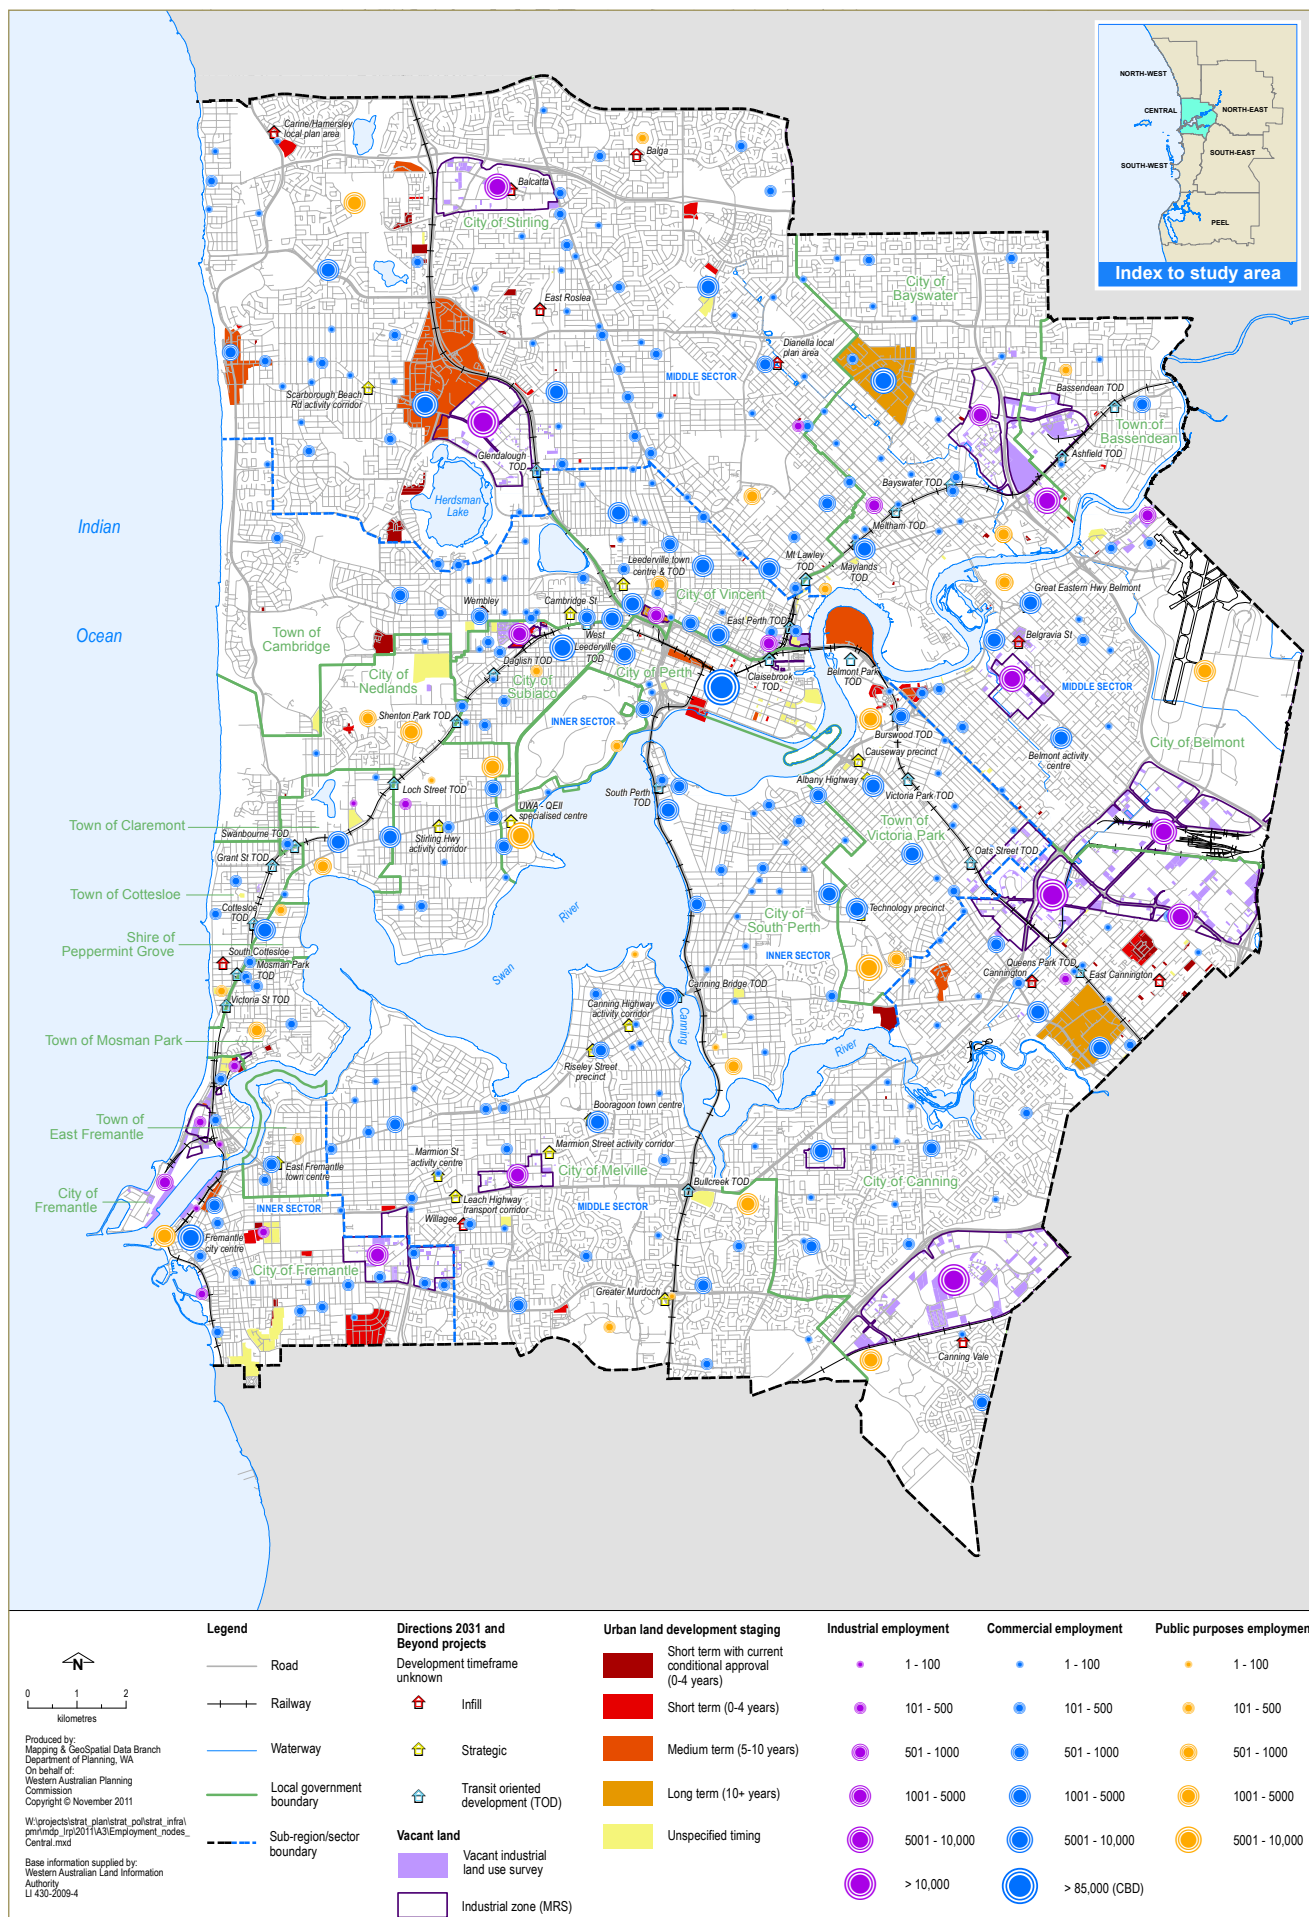 NORTH-WEST
CENTRAL
NORTH-EAST
SOUTH-EAST
SOUTH-WEST
PEEL
Index to study area
Carine/Hamersley
local plan area
Balga
Balcatta
City of Stirling
East Roslea
City of
Bayswater
Dianella local
plan area
MIDDLE SECTOR
Scarborough Beach
Rd activity corridor
Bassendean TOD
Town of
Bassendean
Ashfield TOD
Glendalough
TOD
Bayswater TOD
Herdsman
Lake
Meltham TOD
Indian
Ocean
Mt Lawley
TOD
Maylands
TOD
Leederville town
centre & TOD
City of Vincent
Great Eastern Hwy Belmont
Wembley
Cambridge St
West
Leederville
TOD
East Perth TOD
Belgravia St
Town of
Cambridge
Daglish TOD
City of
Subiaco
City of Perth
Claisebrook
TOD
Belmont Park
TOD
MIDDLE SECTOR
City of
Nedlands
Shenton Park TOD
INNER SECTOR
Burswood TOD
Causeway precinct
Belmont activity
centre
City of Belmont
Loch Street TOD
South Perth
TOD
Albany Highway
Victoria Park TOD
UWA - QEII
specialised centre
Stirling Hwy
activity corridor
Town of
Victoria Park
Town of Claremont
Swanbourne TOD
Grant St TOD
Oats Street TOD
Town of Cottesloe
Cottesloe
TOD
Technology precinct
City of
South Perth
River
Shire of
Peppermint Grove
South Cottesloe
Mosman Park
TOD
INNER SECTOR
Swan
Queens Park TOD
Cannington
East Cannington
Victoria St TOD
Canning Bridge TOD
Canning Highway
activity corridor
Canning
River
Town of Mosman Park
Riseley Street
precinct
Booragoon town centre
Town of
East Fremantle
Marmion Street activity corridor
East Fremantle
town centre
Marmion St
activity centre
City of Melville
City of Canning
Bullcreek TOD
City of
Fremantle
Leach Highway
transport corridor
INNER SECTOR
MIDDLE SECTOR
Willagee
Fremantle
city centre
City of Fremantle
Greater Murdoch
Canning Vale
N
0 1 2
kilometres
Produced by:
Mapping & GeoSpatial Data Branch
Department of Planning, WA
On behalf of:
Western Australian Planning
Commission
Copyright © November 2011
W:\projects\strat_plan\strat_pol\strat_infra\
pmr\mdp_lrp\2011\A3\Employment_nodes_
Central.mxd
Base information supplied by:
Western Australian Land Information
Authority
LI 430-2009-4
Legend
Road
Railway
Waterway
Local government
boundary
Sub-region/sector
boundary
Directions 2031 and
Beyond projects
Development timeframe
unknown
Infill
Strategic
Transit oriented
development (TOD)
Vacant land
Vacant industrial
land use survey
Industrial zone (MRS)
Urban land development staging
Short term with current
conditional approval
(0-4 years)
Short term (0-4 years)
Medium term (5-10 years)
Long term (10+ years)
Unspecified timing
Industrial employment
1 - 100
101 - 500
501 - 1000
1001 - 5000
5001 - 10,000
> 10,000
Commercial employment
1 - 100
101 - 500
501 - 1000
1001 - 5000
5001 - 10,000
> 85,000 (CBD)
Public purposes employmen
1 - 100
101 - 500
501 - 1000
1001 - 5000
5001 - 10,000